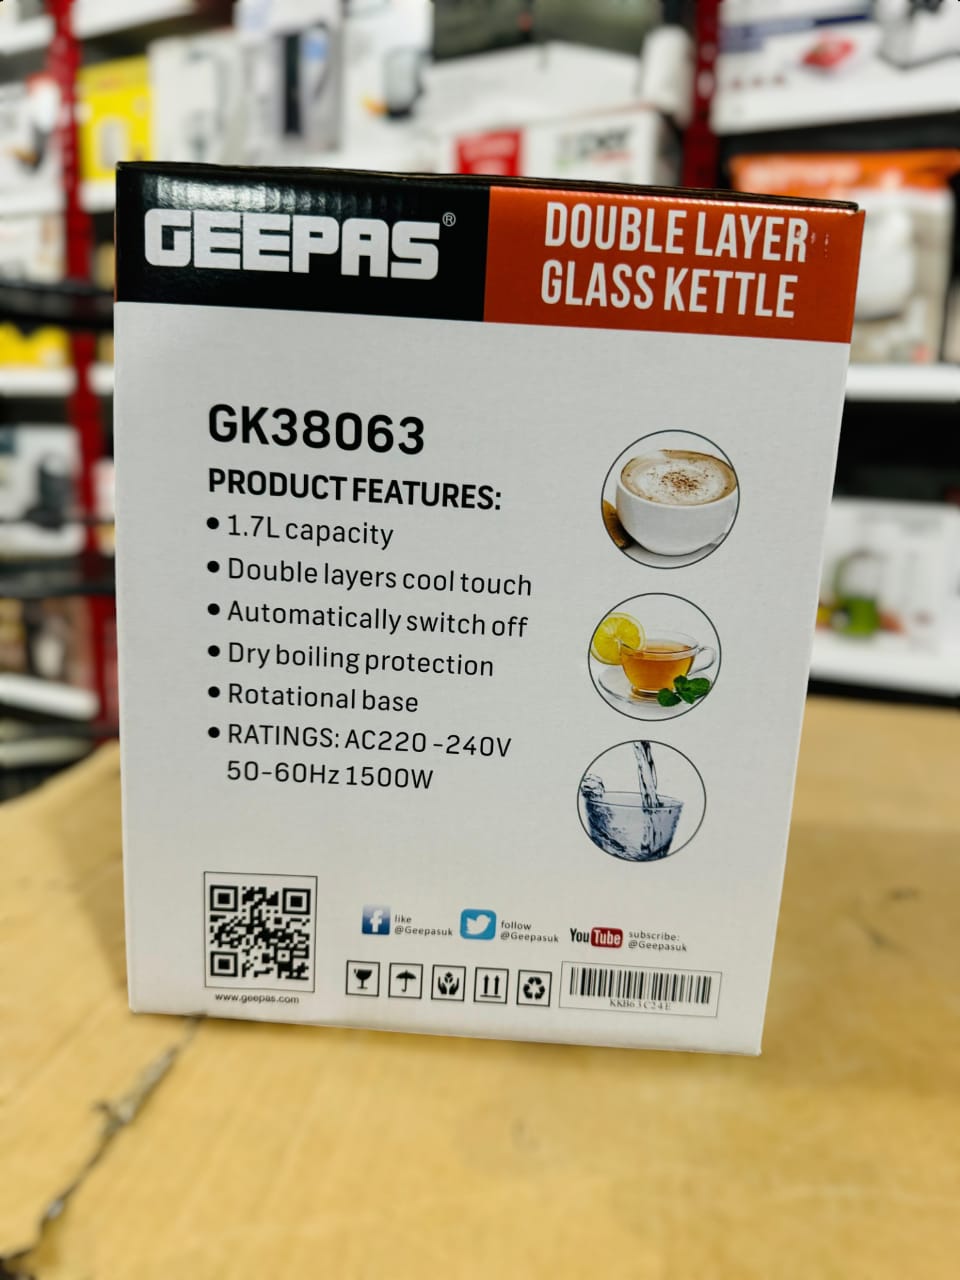 GEEPAS®
DOUBLE LAYER
GLASS KETTLE
GK38063
PRODUCT FEATURES:
• 1.7L capacity
• Double layers cool touch
• Automatically switch off
• Dry boiling protection
• Rotational base
• RATINGS: AC220 -240V
50-60Hz 1500W
like
@Geepasuk
follow
@Geepasuk
YouTube
subscribe:
@Geepasuk
www.geepas.com
KKB63C24E